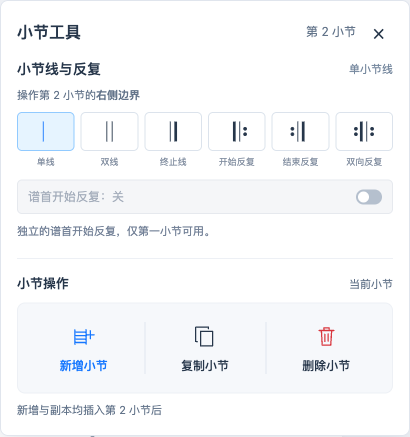 小节工具 第 2 小节
小节线与反复 单小节线
操作第 2 小节的右侧边界
单线 双线 终止线 开始反复 结束反复 双向反复
谱首开始反复：关
独立的谱首开始反复，仅第一小节可用。
小节操作 当前小节
新增小节 复制小节 删除小节
新增与副本均插入第 2 小节后